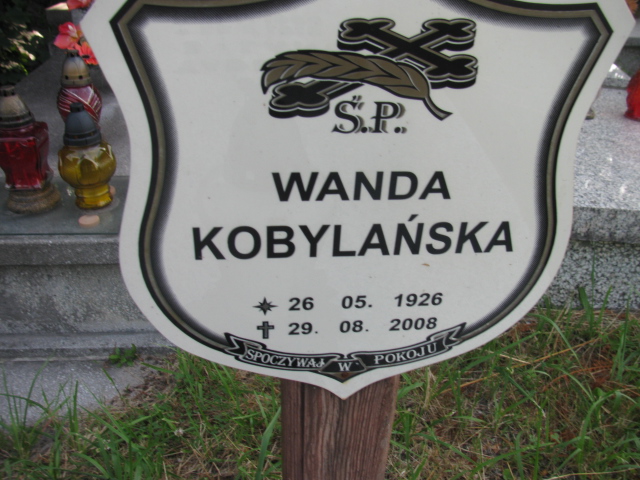 Ś.P.
WANDA
KOBYLAŃSKA
26 05. 1926
29. 08. 2008
SPOCZYWAJ W POKOJU